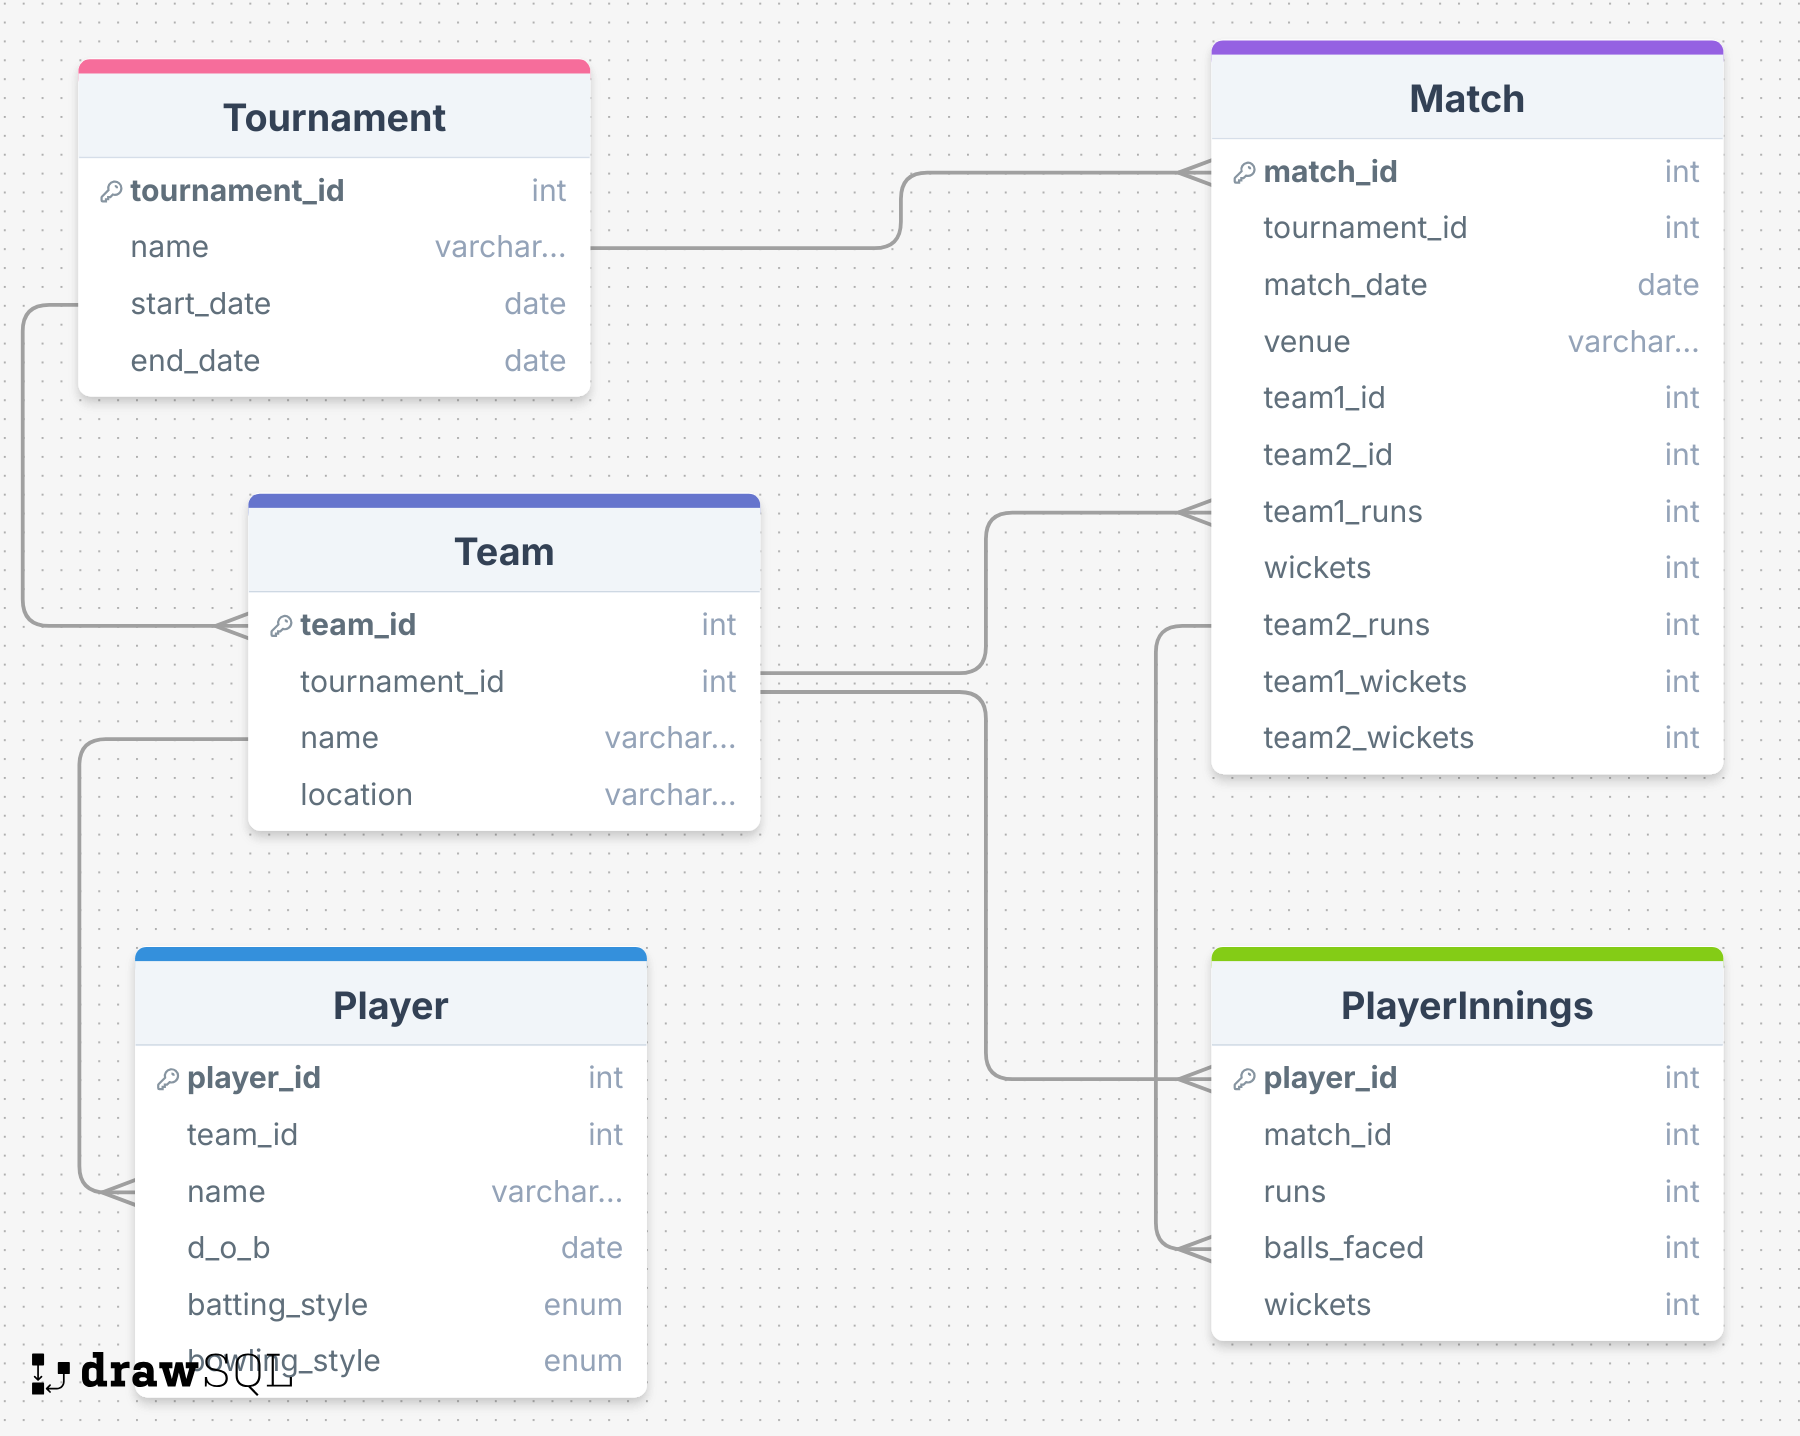 Tournament
tournament_id int
name varchar...
start_date date
end_date date
Match
match_id int
tournament_id int
match_date date
venue varchar...
team1_id int
team2_id int
team1_runs int
wickets int
team2_runs int
team1_wickets int
team2_wickets int
Team
team_id int
tournament_id int
name varchar...
location varchar...
Player
player_id int
team_id int
name varchar...
d_o_b date
batting_style enum
bowling_style enum
PlayerInnings
player_id int
match_id int
runs int
balls_faced int
wickets int
drawSQL